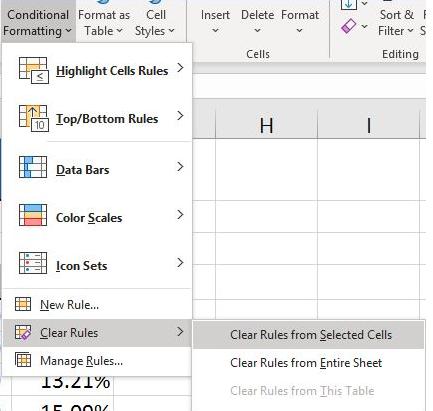 Conditional Formatting
Format as Table
Cell Styles
Insert
Delete
Format
Cells
Sort & Filter
Editing
Highlight Cells Rules
Top/Bottom Rules
10
Data Bars
Color Scales
Icon Sets
New Rule...
Clear Rules
Manage Rules...
Clear Rules from Selected Cells
Clear Rules from Entire Sheet
Clear Rules from This Table
H
I
13.21%